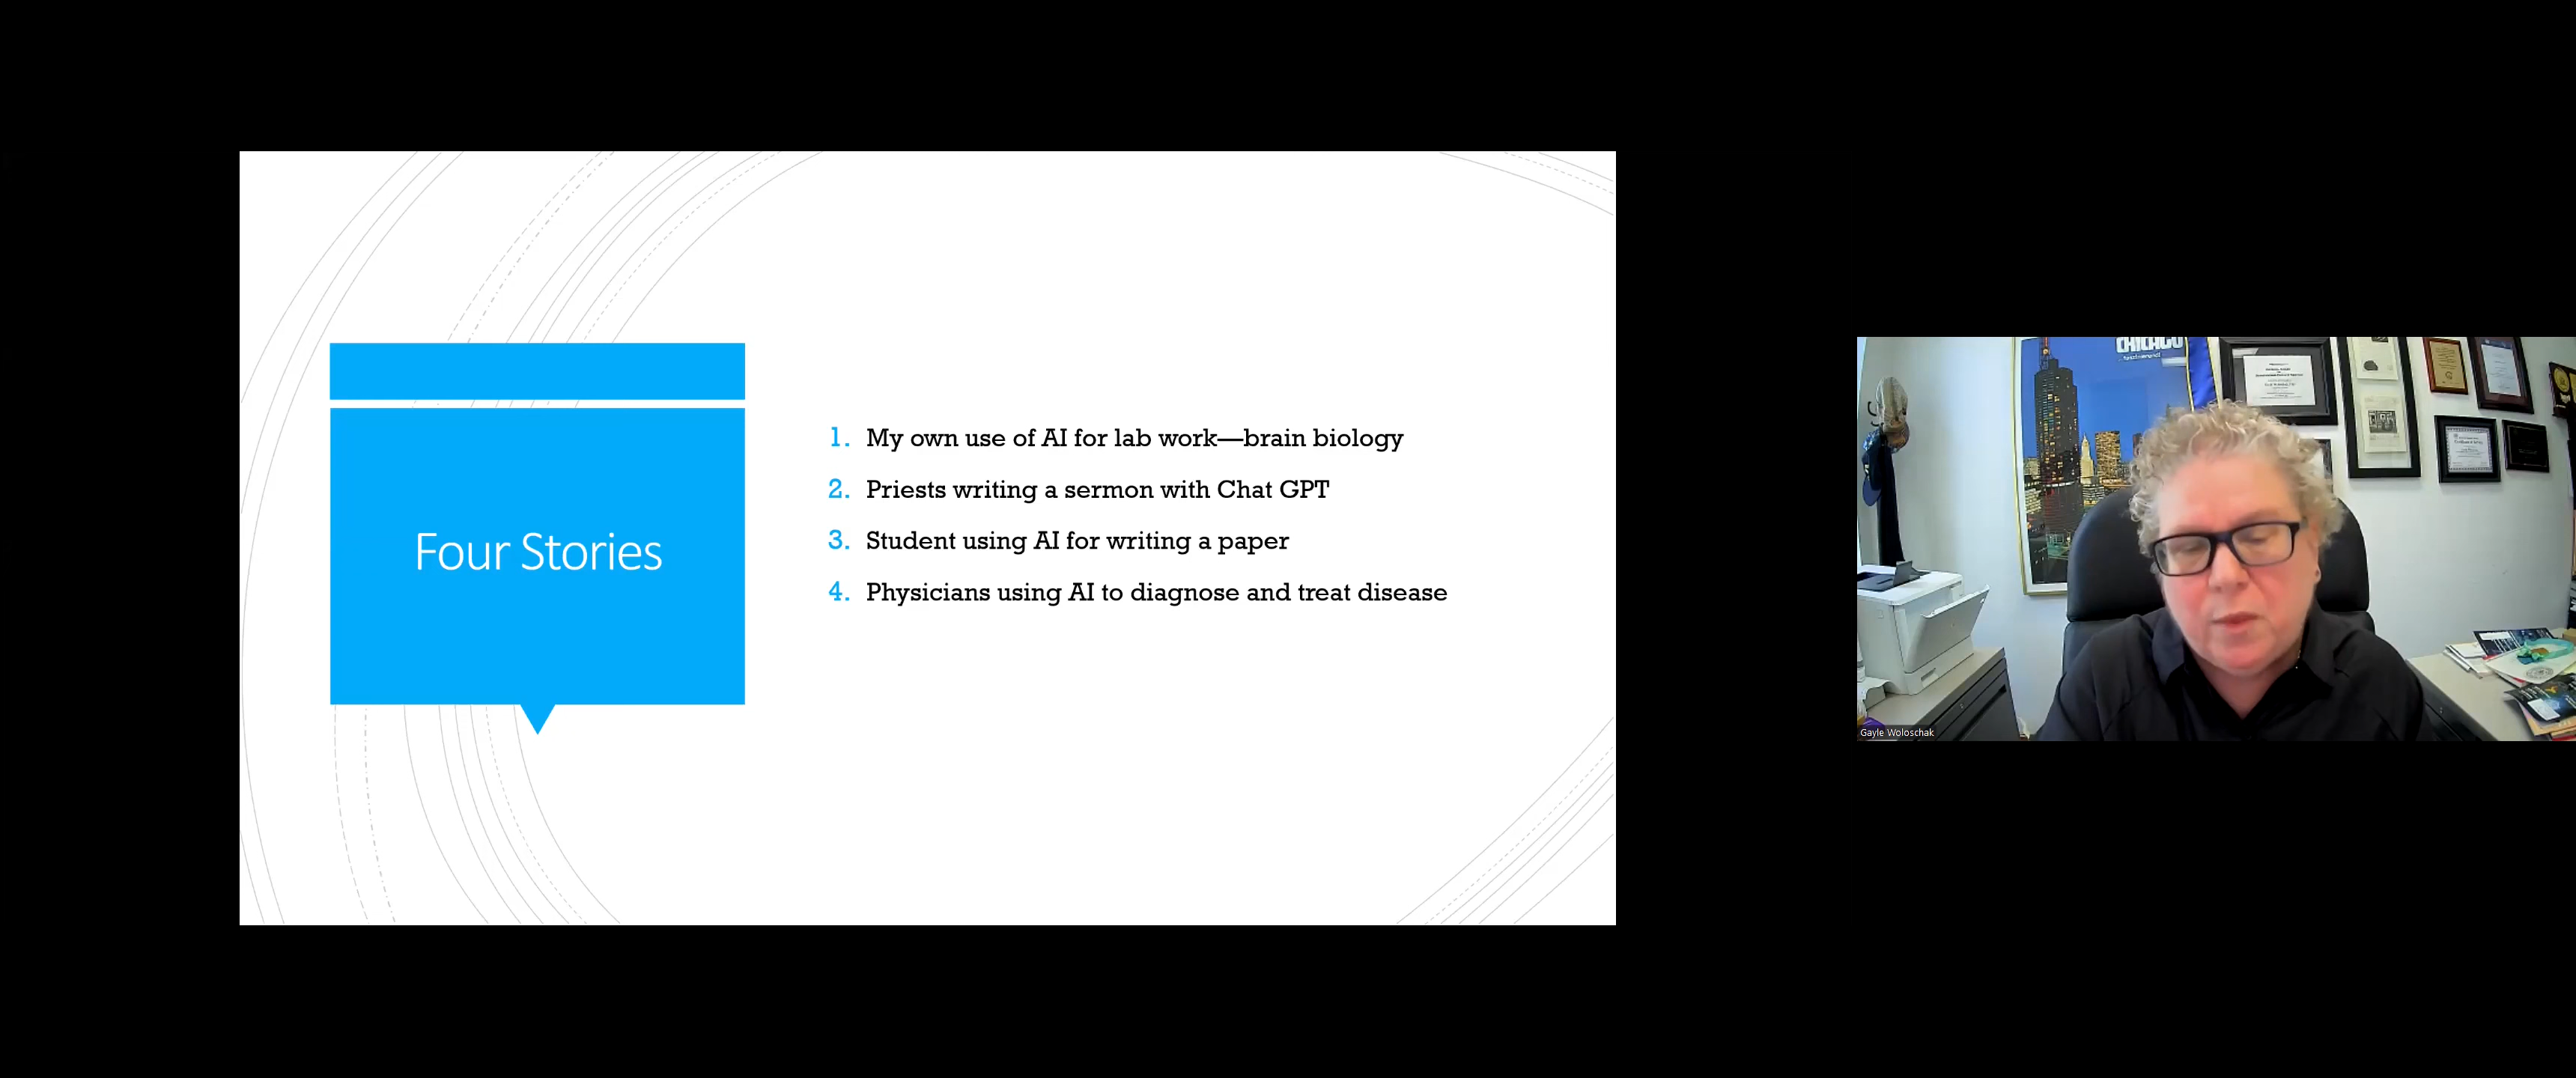 Four Stories
1. My own use of AI for lab work—brain biology
2. Priests writing a sermon with Chat GPT
3. Student using AI for writing a paper
4. Physicians using AI to diagnose and treat disease
CHICAGO
Gayle Woloschak